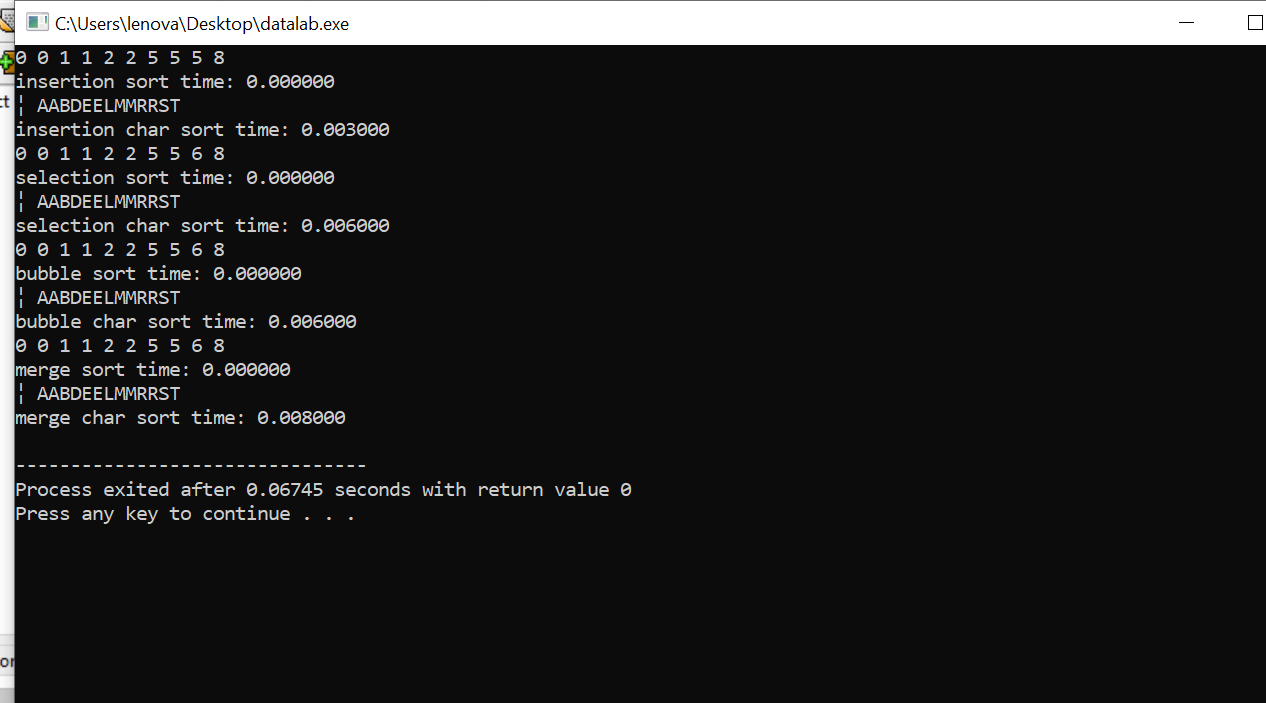 C:\Users\lenova\Desktop\datalab.exe
0 0 1 1 2 2 5 5 5 8
insertion sort time: 0.000000
¦ AABDEELMMRRST
insertion char sort time: 0.003000
0 0 1 1 2 2 5 5 6 8
selection sort time: 0.000000
¦ AABDEELMMRRST
selection char sort time: 0.006000
0 0 1 1 2 2 5 5 6 8
bubble sort time: 0.000000
¦ AABDEELMMRRST
bubble char sort time: 0.006000
0 0 1 1 2 2 5 5 6 8
merge sort time: 0.000000
¦ AABDEELMMRRST
merge char sort time: 0.008000
--------------------------------
Process exited after 0.06745 seconds with return value 0
Press any key to continue . . .